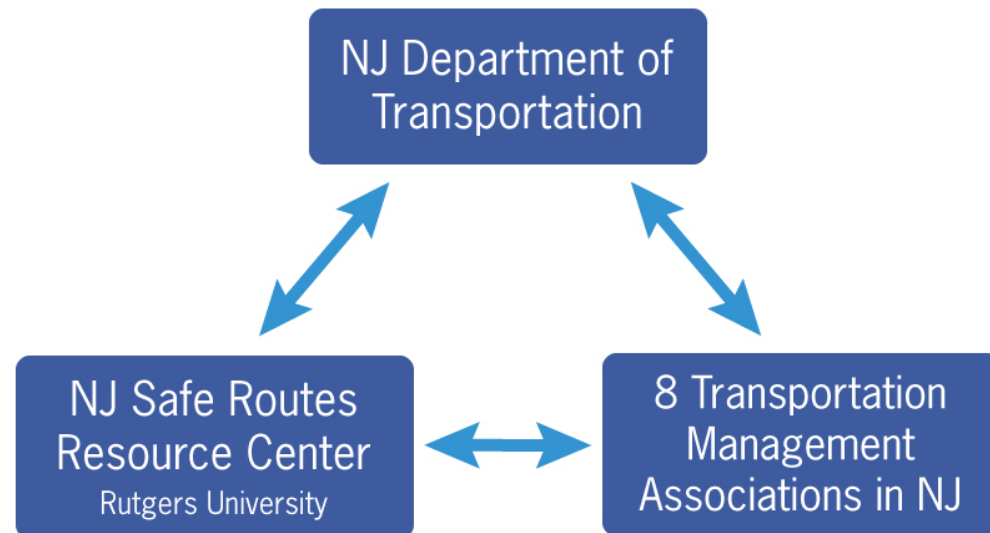 NJ Department of
Transportation
NJ Safe Routes
Resource Center
Rutgers University
8 Transportation
Management
Associations in NJ